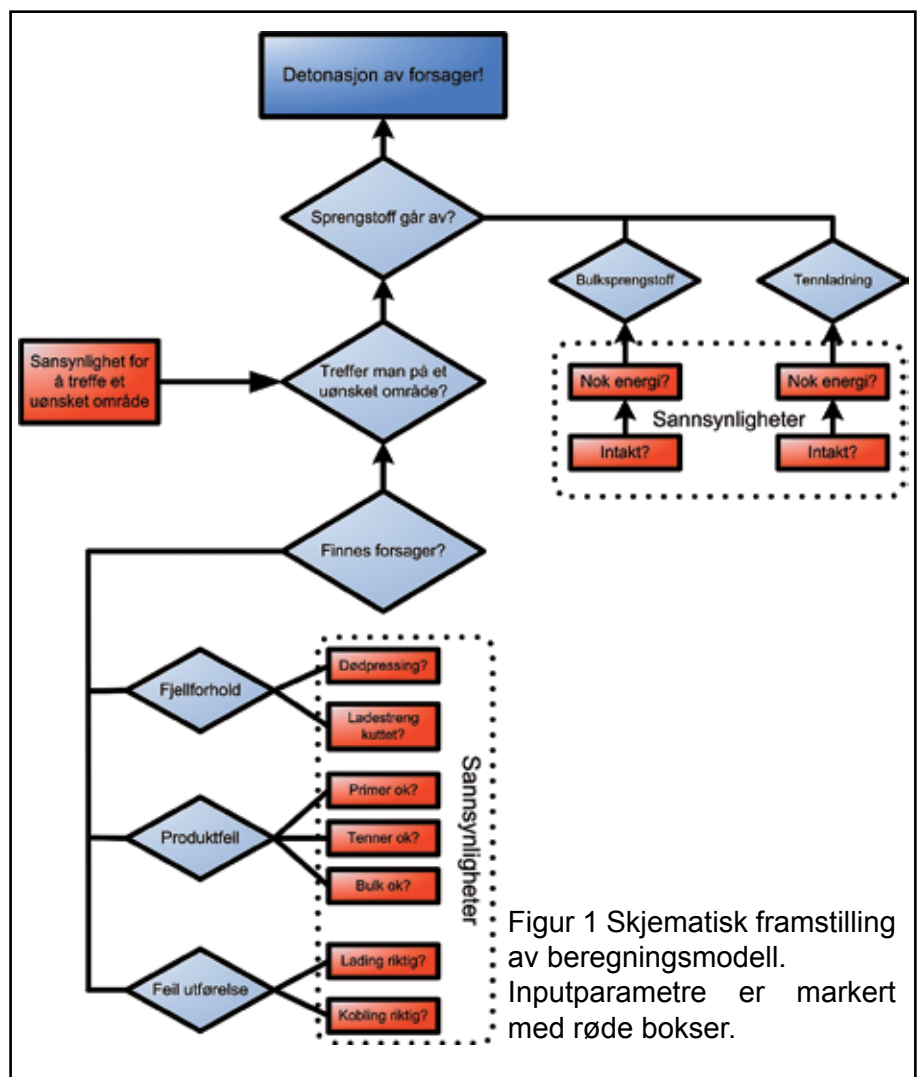 Detonasjon av forsager!
Sprengstoff går av?
Bulksprengstoff
Tennladning
Sansynlighet for
å treffe et
uønsket område
Treffer man på et
uønsket område?
Nok energi?
Nok energi?
Sannsynligheter
Intakt?
Intakt?
Finnes forsager?
Fjellforhold
Dødpressing?
Ladestreng
kuttet?
Produktfeil
Primer ok?
Tenner ok?
Bulk ok?
Sannsynligheter
Feil utførelse
Lading riktig?
Kobling riktig?
Figur 1 Skjematisk framstilling
av beregningsmodell.
Inputparametre er markert
med røde bokser.